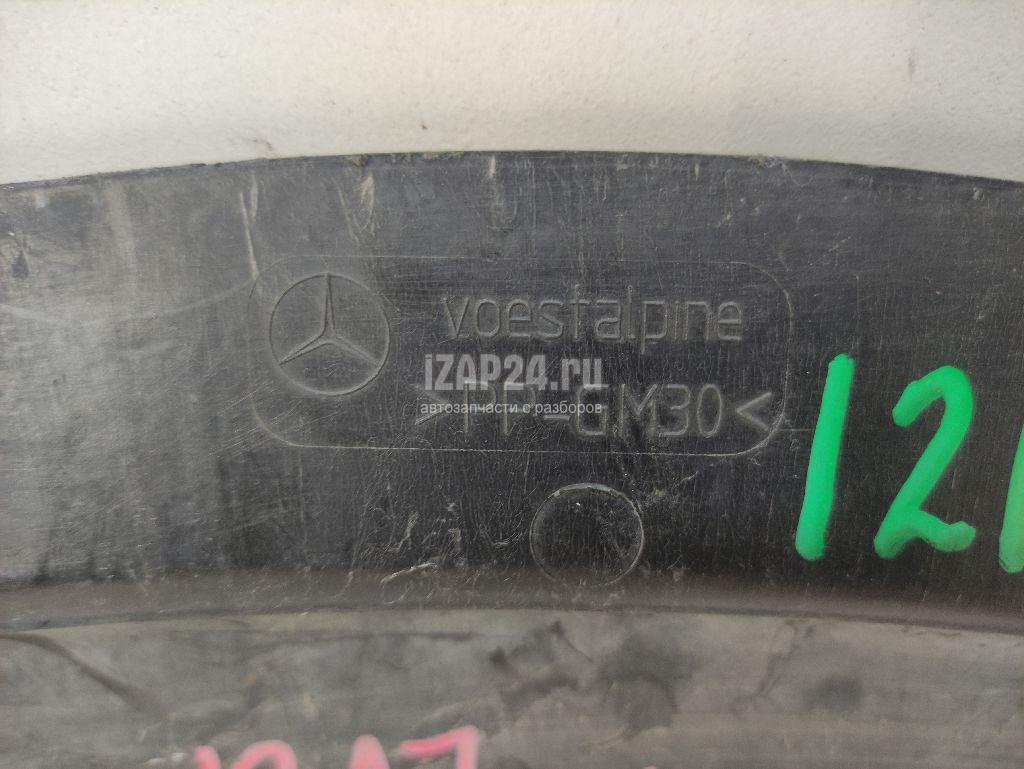 voestalpine
iZAP24.ru
автозапчасти с разборов
>PP-GM30<
12